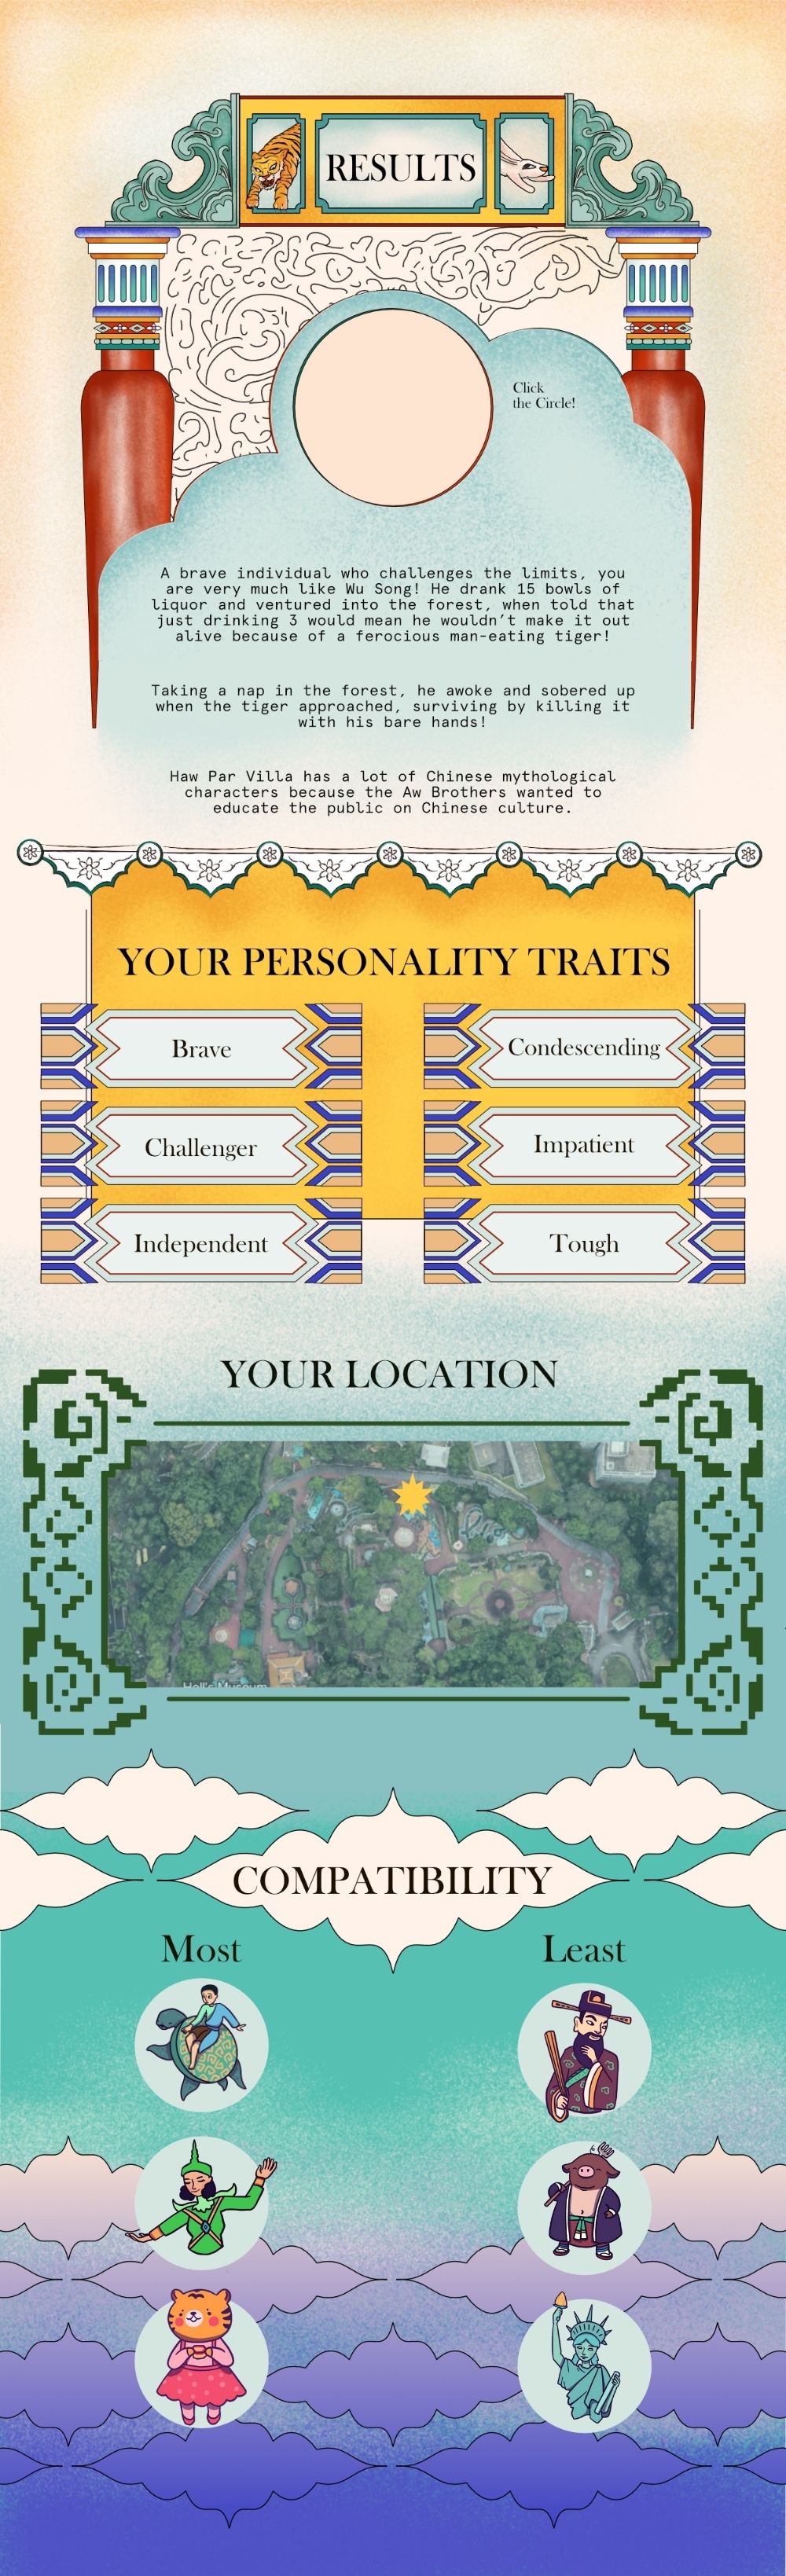 RESULTS
Click
the Circle!
A brave individual who challenges the limits, you
are very much like Wu Song! He drank 15 bowls of
liquor and ventured into the forest, when told that
just drinking 3 would mean he wouldn't make it out
alive because of a ferocious man-eating tiger!
Taking a nap in the forest, he awoke and sobered up
when the tiger approached, surviving by killing it
with his bare hands!
Haw Par Villa has a lot of Chinese mythological
characters because the Aw Brothers wanted to
educate the public on Chinese culture.
YOUR PERSONALITY TRAITS
Brave
Condescending
Challenger
Impatient
Independent
Tough
YOUR LOCATION
Hell's Museum
COMPATIBILITY
Most
Least